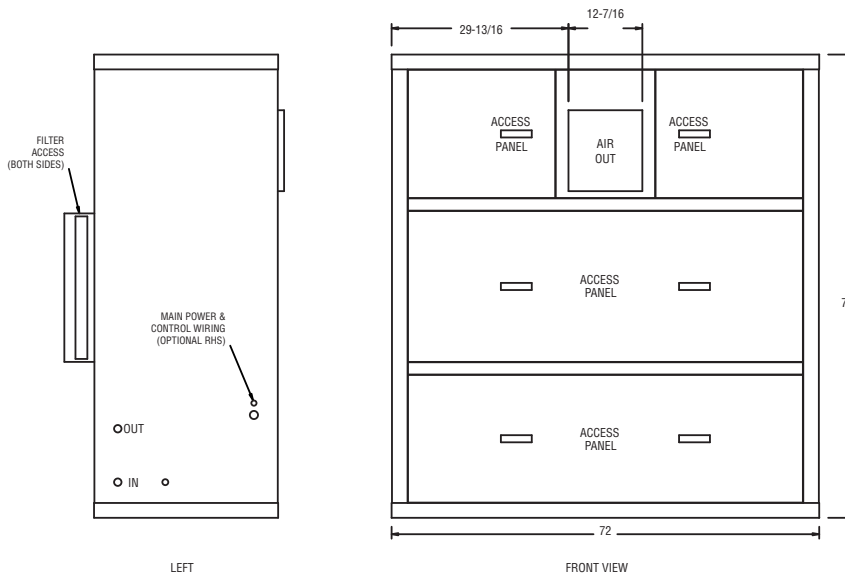 12-7/16
29-13/16
FILTER
ACCESS
(BOTH SIDES)
ACCESS
PANEL
AIR
OUT
ACCESS
PANEL
ACCESS
PANEL
MAIN POWER &
CONTROL WIRING
(OPTIONAL RHS)
OUT
IN
ACCESS
PANEL
72
LEFT
FRONT VIEW